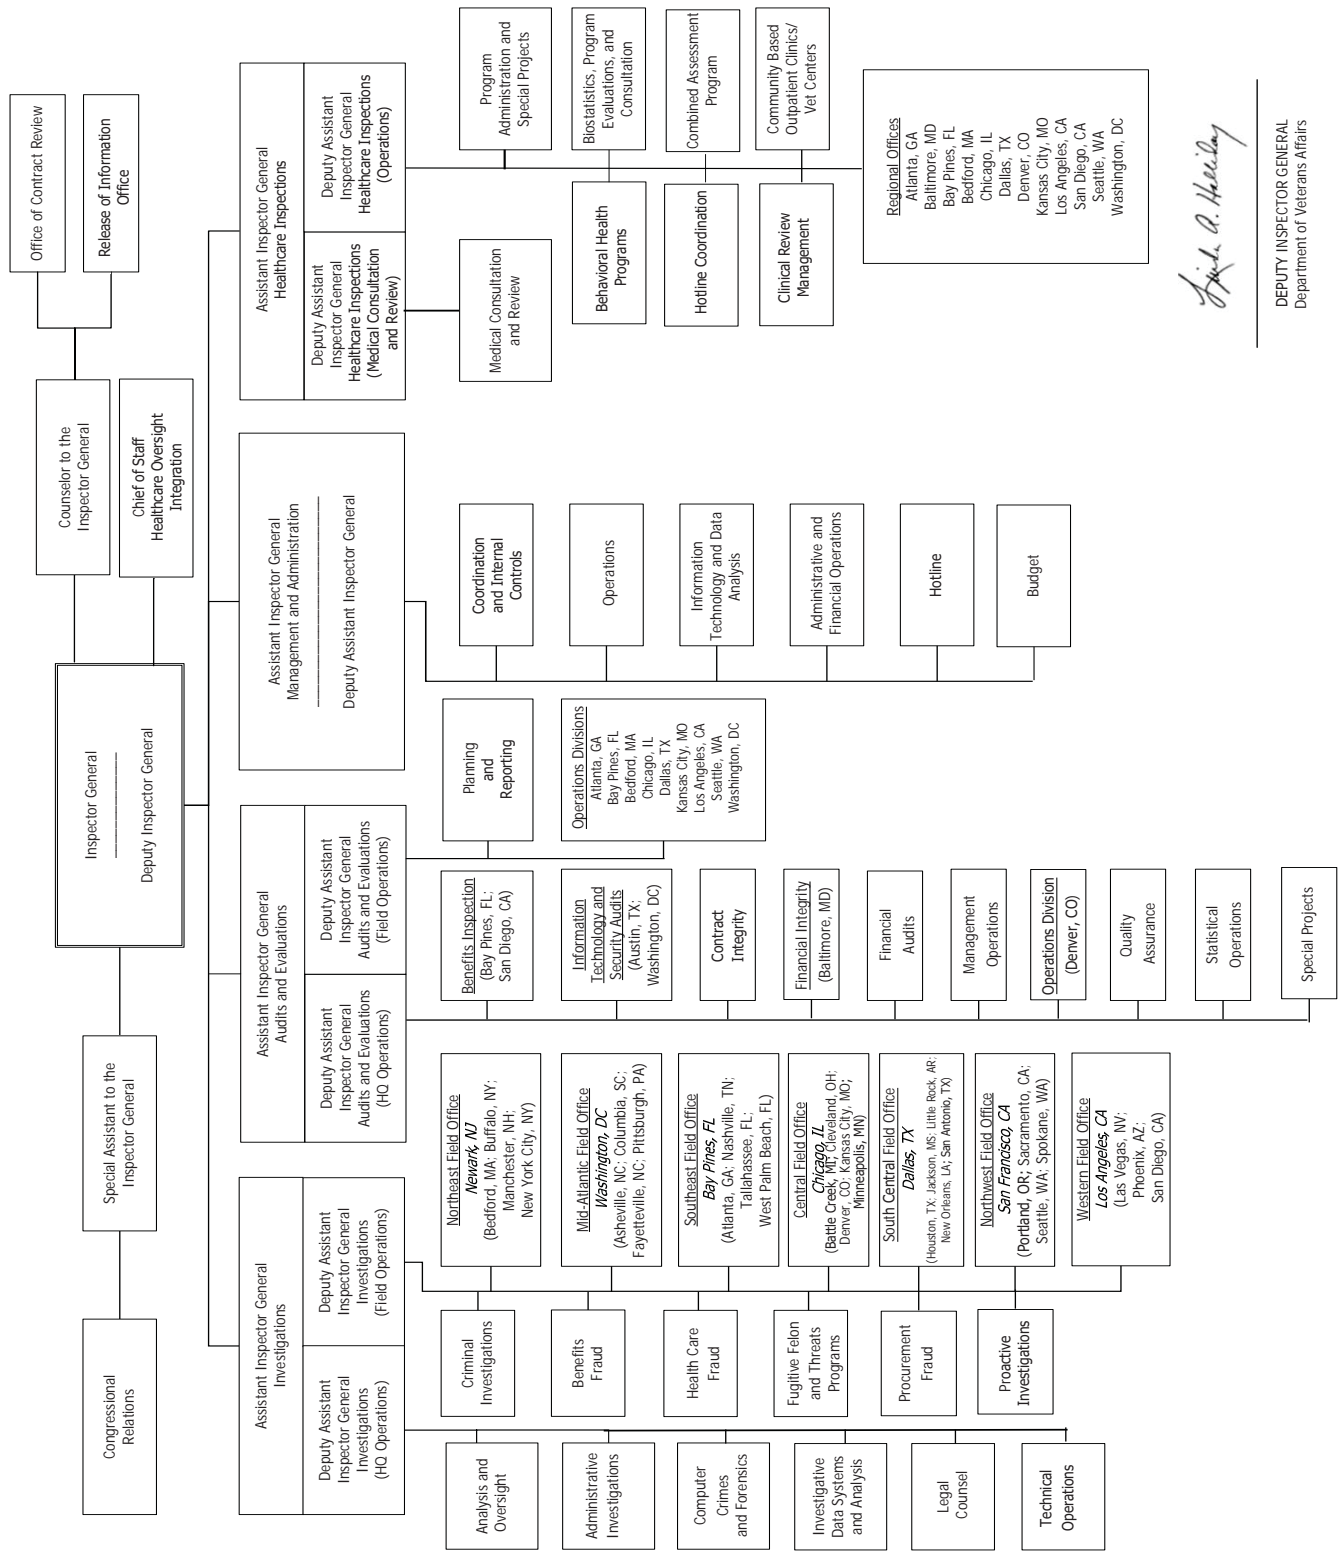 Congressional
Relations
Special Assistant to the
Inspector General
Inspector General
Deputy Inspector General
Counselor to the
Inspector General
Chief of Staff
Healthcare Oversight
Integration
Office of Contract Review
Release of Information
Office
Assistant Inspector General
Investigations
Deputy Assistant
Inspector General
Investigations
(HQ Operations)
Deputy Assistant
Inspector General
Investigations
(Field Operations)
Analysis and
Oversight
Administrative
Investigations
Computer
Crimes
and Forensics
Investigative
Data Systems
and Analysis
Legal
Counsel
Technical
Operations
Criminal
Investigations
Benefits
Fraud
Health Care
Fraud
Fugitive Felon
and Threats
Programs
Procurement
Fraud
Proactive
Investigations
Northeast Field Office
Newark, NJ
(Bedford, MA; Buffalo, NY;
Manchester, NH;
New York City, NY)
Mid-Atlantic Field Office
Washington, DC
(Asheville, NC; Columbia, SC;
Fayetteville, NC; Pittsburgh, PA)
Southeast Field Office
Bay Pines, FL
(Atlanta, GA; Nashville, TN;
Tallahassee, FL;
West Palm Beach, FL)
Central Field Office
Chicago, IL
(Battle Creek, MI; Cleveland, OH;
Denver, CO; Kansas City, MO;
Minneapolis, MN)
South Central Field Office
Dallas, TX
(Houston, TX; Jackson, MS; Little Rock, AR;
New Orleans, LA; San Antonio, TX)
Northwest Field Office
San Francisco, CA
(Portland, OR; Sacramento, CA;
Seattle, WA; Spokane, WA)
Western Field Office
Los Angeles, CA
(Las Vegas, NV;
Phoenix, AZ;
San Diego, CA)
Assistant Inspector General
Audits and Evaluations
Deputy Assistant
Inspector General
Audits and Evaluations
(HQ Operations)
Deputy Assistant
Inspector General
Audits and Evaluations
(Field Operations)
Benefits Inspection
(Bay Pines, FL;
San Diego, CA)
Information
Technology and
Security Audits
(Austin, TX;
Washington, DC)
Contract
Integrity
Financial Integrity
(Baltimore, MD)
Financial
Audits
Management
Operations
Operations Division
(Denver, CO)
Quality
Assurance
Statistical
Operations
Special Projects
Planning
and
Reporting
Operations Divisions
Atlanta, GA
Bay Pines, FL
Bedford, MA
Chicago, IL
Dallas, TX
Kansas City, MO
Los Angeles, CA
Seattle, WA
Washington, DC
Assistant Inspector General
Management and Administration
Deputy Assistant Inspector General
Coordination
and Internal
Controls
Operations
Information
Technology and Data
Analysis
Administrative and
Financial Operations
Hotline
Budget
Assistant Inspector General
Healthcare Inspections
Deputy Assistant
Inspector General
Healthcare Inspections
(Medical Consultation
and Review)
Deputy Assistant
Inspector General
Healthcare Inspections
(Operations)
Medical Consultation
and Review
Program
Administration and
Special Projects
Behavioral Health
Programs
Biostatistics, Program
Evaluations, and
Consultation
Hotline Coordination
Combined Assessment
Program
Clinical Review
Management
Community Based
Outpatient Clinics/
Vet Centers
Regional Offices
Atlanta, GA
Baltimore, MD
Bay Pines, FL
Bedford, MA
Chicago, IL
Dallas, TX
Denver, CO
Kansas City, MO
Los Angeles, CA
San Diego, CA
Seattle, WA
Washington, DC
Linda A. Halliday
DEPUTY INSPECTOR GENERAL
Department of Veterans Affairs